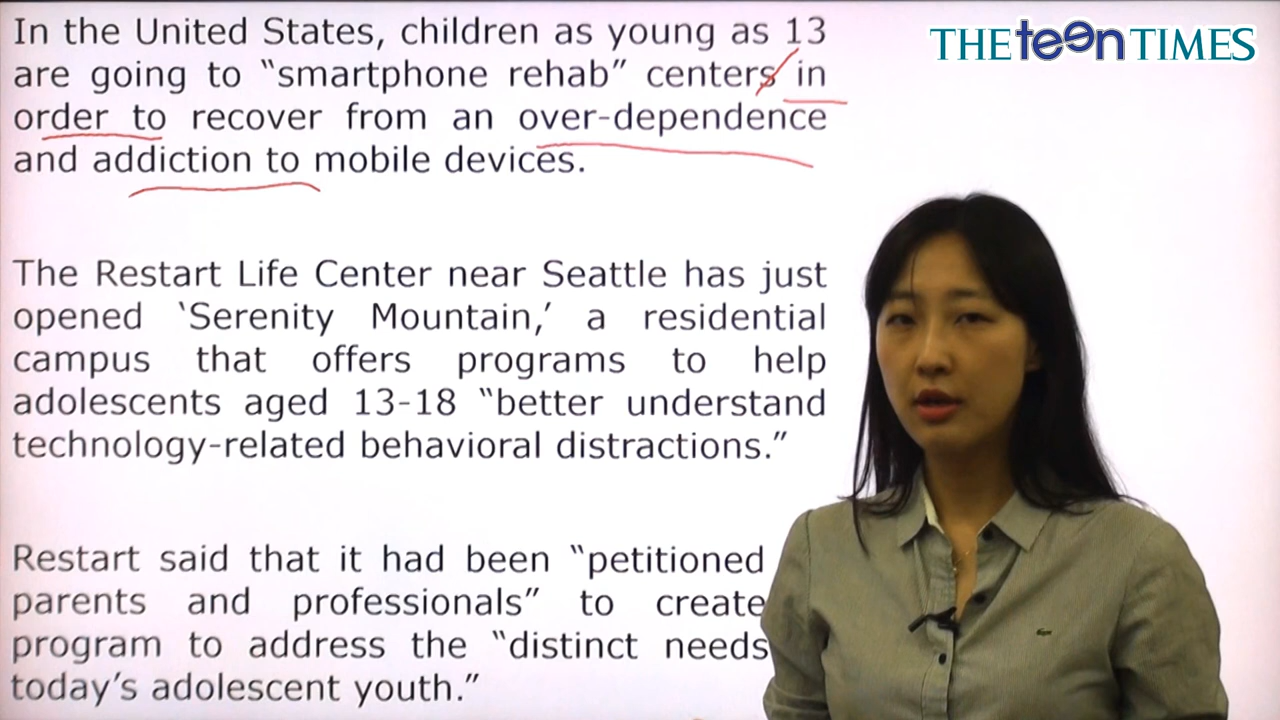 In the United States, children as young as 13
are going to “smartphone rehab” centers in
order to recover from an over-dependence
and addiction to mobile devices.
The Restart Life Center near Seattle has just
opened ‘Serenity Mountain,’ a residential
campus that offers programs to help
adolescents aged 13-18 “better understand
technology-related behavioral distractions.”
Restart said that it had been “petitioned
parents and professionals” to create
program to address the “distinct needs
today’s adolescent youth.”
THE teen TIMES